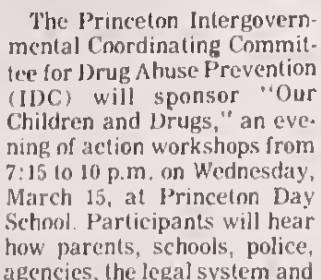 The Princeton Intergovern-
mental Coordinating Commit-
tee for Drug Abuse Prevention
(IDC) will sponsor "Our
Children and Drugs," an eve-
ning of action workshops from
7:15 to 10 p.m. on Wednesday,
March 15, at Princeton Day
School. Participants will hear
how parents, schools, police,
agencies, the legal system and